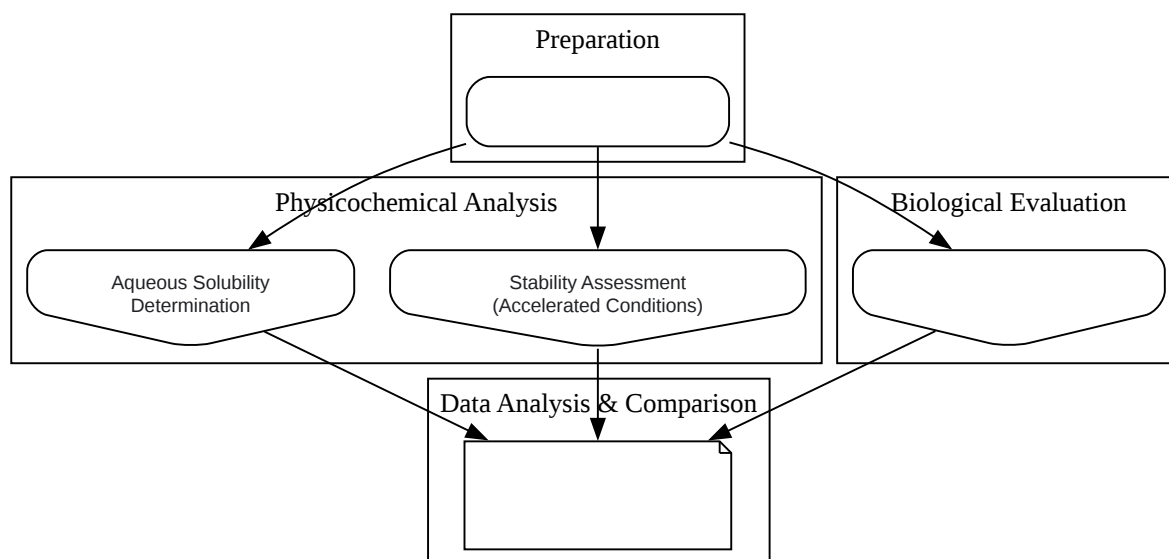 Preparation
Physicochemical Analysis
Biological Evaluation
Aqueous Solubility
Determination
Stability Assessment
(Accelerated Conditions)
Data Analysis & Comparison